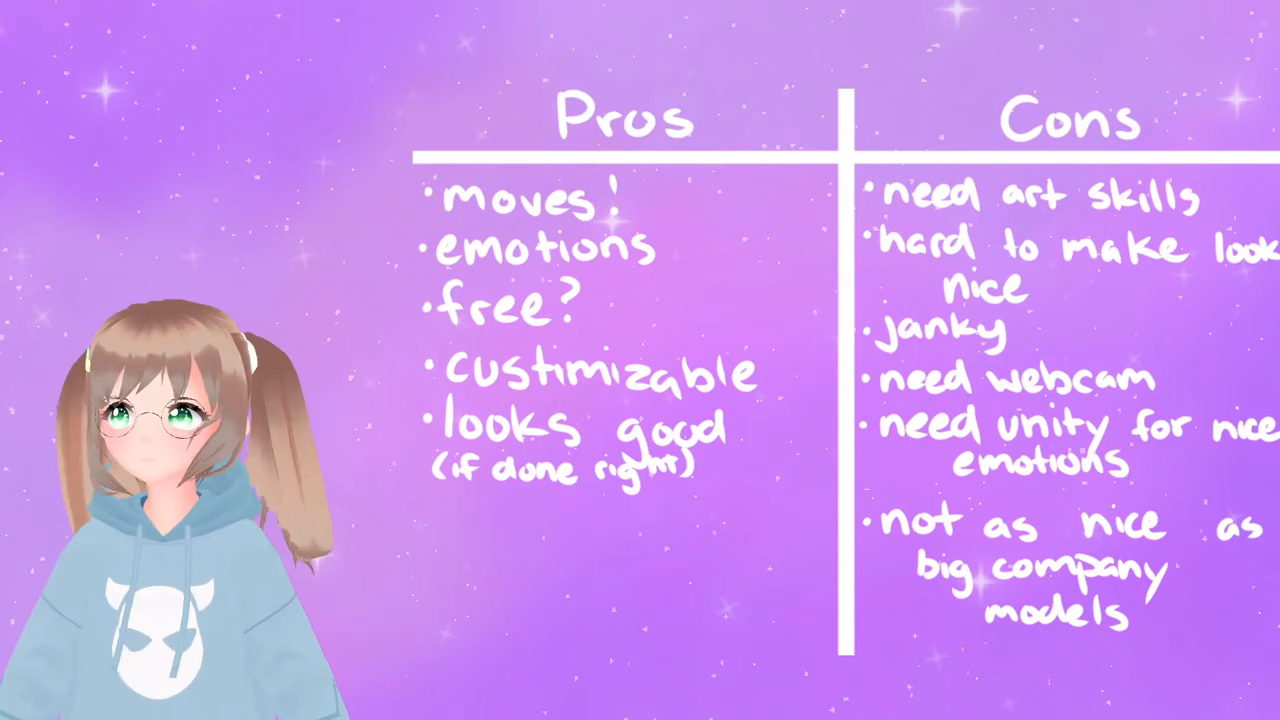 Pros
Cons
·moves!
·emotions
·free?
·custimizable
·looks good
(if done right)
·need art skills
·hard to make look
nice
·janky
·need webcam
·need unity for nice
emotions
·not as nice as
big company
models